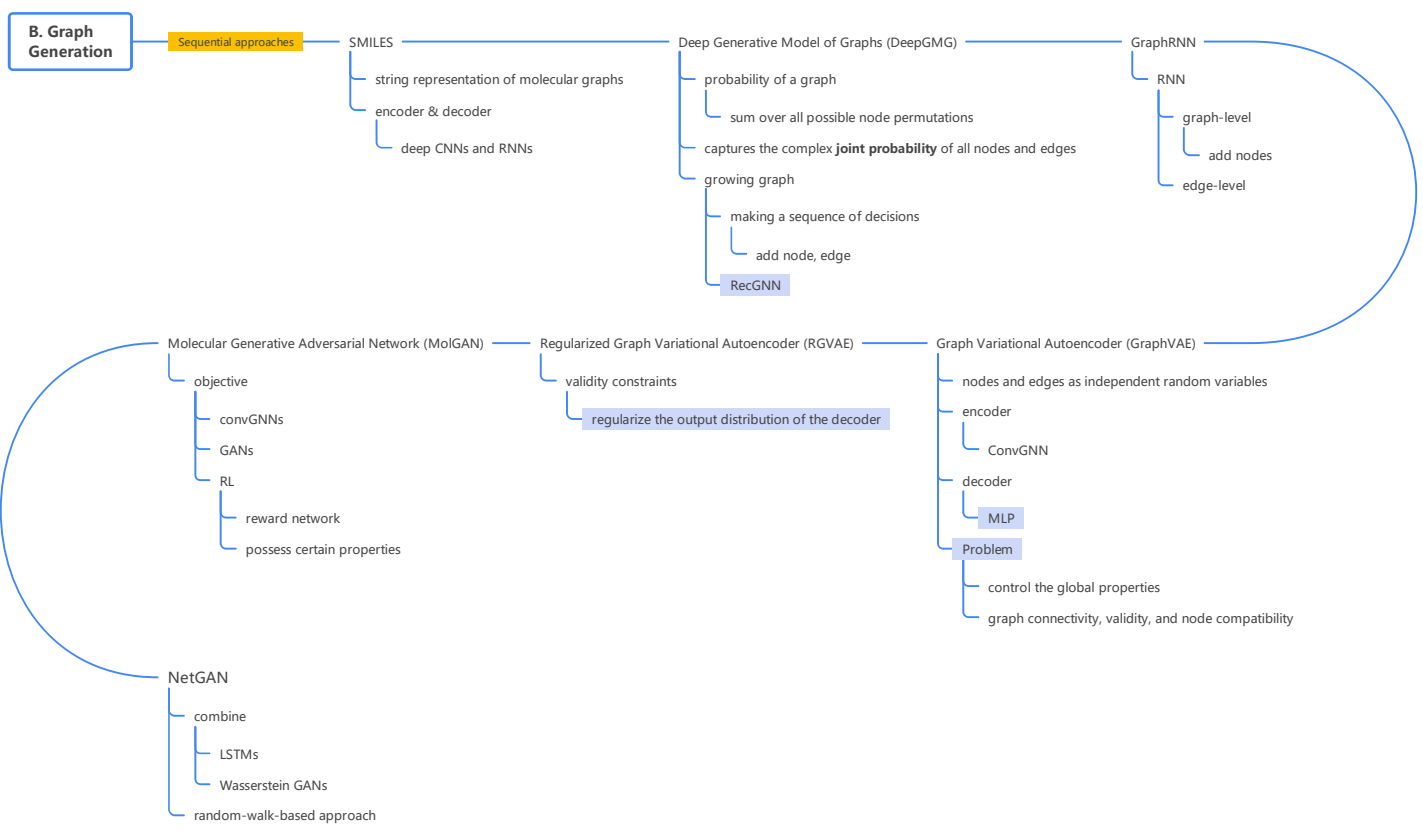 B. Graph
Generation
Sequential approaches
SMILES
string representation of molecular graphs
encoder & decoder
deep CNNs and RNNs
Deep Generative Model of Graphs (DeepGMG)
probability of a graph
sum over all possible node permutations
captures the complex joint probability of all nodes and edges
growing graph
making a sequence of decisions
add node, edge
RecGNN
GraphRNN
RNN
graph-level
add nodes
edge-level
Graph Variational Autoencoder (GraphVAE)
nodes and edges as independent random variables
encoder
ConvGNN
decoder
MLP
Problem
control the global properties
graph connectivity, validity, and node compatibility
Regularized Graph Variational Autoencoder (RGVAE)
validity constraints
regularize the output distribution of the decoder
Molecular Generative Adversarial Network (MolGAN)
objective
convGNNs
GANs
RL
reward network
possess certain properties
NetGAN
combine
LSTMs
Wasserstein GANs
random-walk-based approach